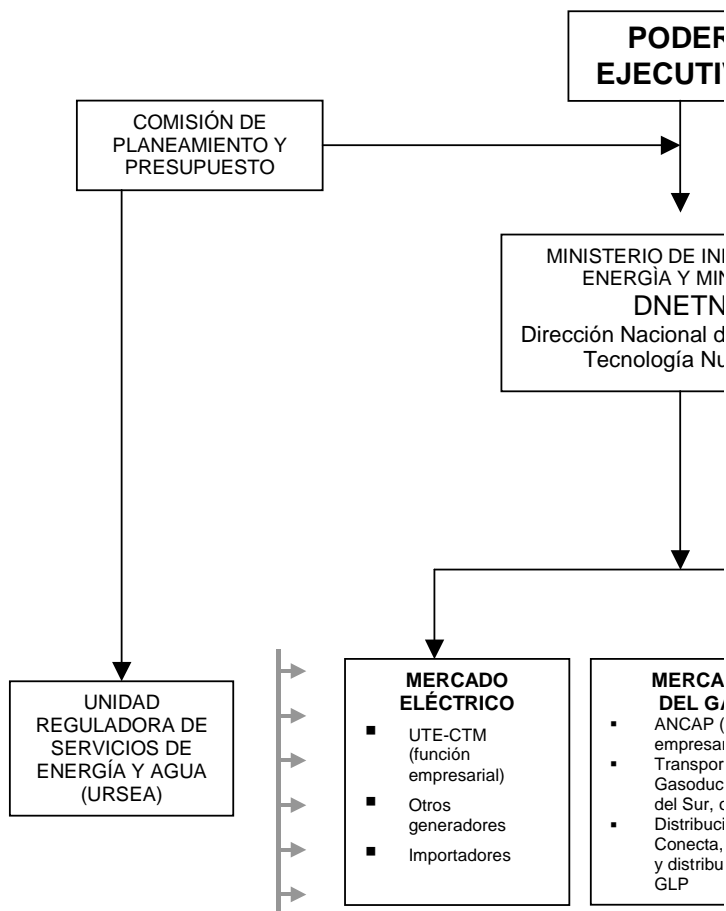 PODER
EJECUTI
COMISIÓN DE
PLANEAMIENTO Y
PRESUPUESTO
MINISTERIO DE IN
ENERGÌA Y MIN
DNETN
Dirección Nacional d
Tecnología Nu
UNIDAD
REGULADORA DE
SERVICIOS DE
ENERGÍA Y AGUA
(URSEA)
MERCADO
ELÉCTRICO
▪ UTE-CTM
(función
empresarial)
▪ Otros
generadores
▪ Importadores
MERCA
DEL GA
▪ ANCAP (
empresar
▪ Transpor
Gasoduc
del Sur, 
▪ Distribuci
Conecta,
y distribu
GLP